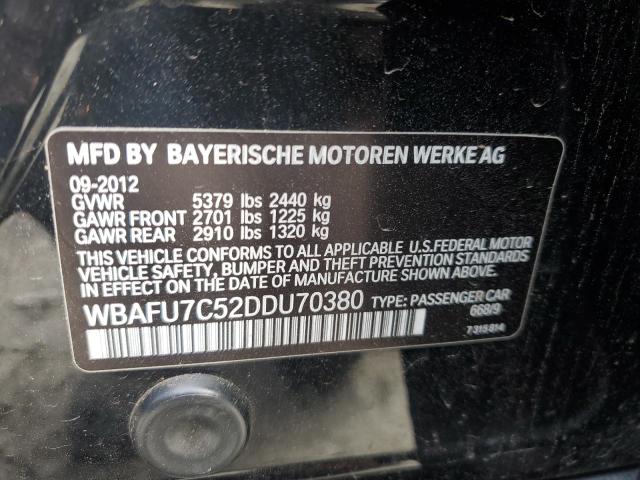 MFD BY BAYERISCHE MOTOREN WERKE AG
09-2012
GVWR 5379 lbs 2440 kg
GAWR FRONT 2701 lbs 1225 kg
GAWR REAR 2910 lbs 1320 kg
THIS VEHICLE CONFORMS TO ALL APPLICABLE U.S. FEDERAL MOTOR
VEHICLE SAFETY, BUMPER AND THEFT PREVENTION STANDARDS
IN EFFECT ON THE DATE OF MANUFACTURE SHOWN ABOVE.
WBAFU7C52DDU70380 TYPE: PASSENGER CAR
668/9
7315814